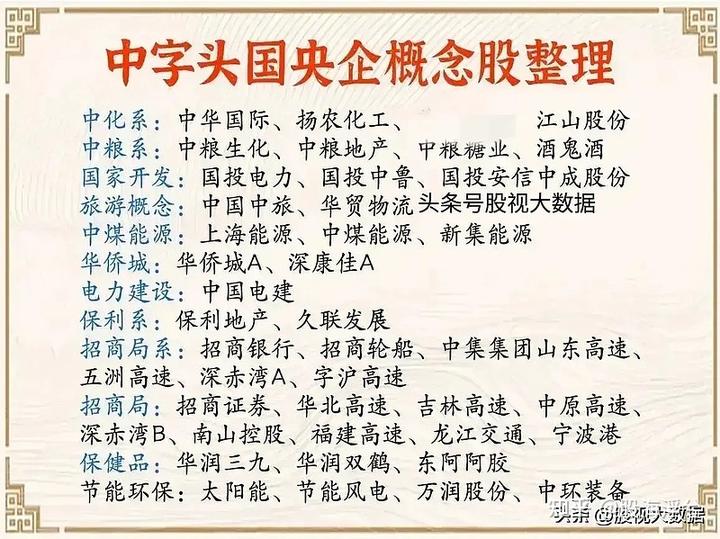 中字头国央企概念股整理
中化系：中华国际、扬农化工、 江山股份
中粮系：中粮生化、中粮地产、中粮糖业、酒鬼酒
国家开发：国投电力、国投中鲁、国投安信中成股份
旅游概念：中国中旅、华贸物流头条号股视大数据
中煤能源：上海能源、中煤能源、新集能源
华侨城：华侨城A、深康佳A
电力建设：中国电建
保利系：保利地产、久联发展
招商局系：招商银行、招商轮船、中集集团山东高速、
五洲高速、深赤湾A、字沪高速
招商局：招商证券、华北高速、吉林高速、中原高速、
深赤湾B、南山控股、福建高速、龙江交通、宁波港
保健品：华润三九、华润双鹤、东阿阿胶
节能环保：太阳能、节能风电、万润股份、中环装备
头条 @股视大数据